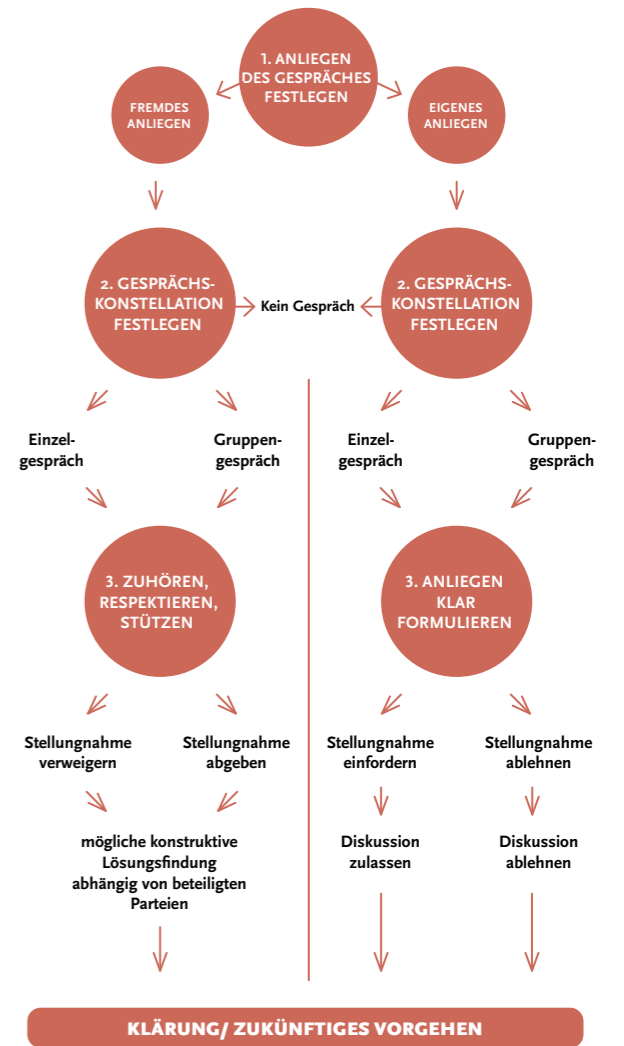 1. ANLIEGEN
DES GESPRÄCHES
FESTLEGEN
FREMDES
ANLIEGEN
EIGENES
ANLIEGEN
2. GESPRÄCHS-
KONSTELLATION
FESTLEGEN
Kein Gespräch
2. GESPRÄCHS-
KONSTELLATION
FESTLEGEN
Einzel-
gespräch
Gruppen-
gespräch
Einzel-
gespräch
Gruppen-
gespräch
3. ZUHÖREN,
RESPEKTIEREN,
STÜTZEN
3. ANLIEGEN
KLAR
FORMULIEREN
Stellungnahme
verweigern
Stellungnahme
abgeben
Stellungnahme
einfordern
Stellungnahme
ablehnen
mögliche konstruktive
Lösungsfindung
abhängig von beteiligten
Parteien
Diskussion
zulassen
Diskussion
ablehnen
KLÄRUNG/ ZUKÜNFTIGES VORGEHEN